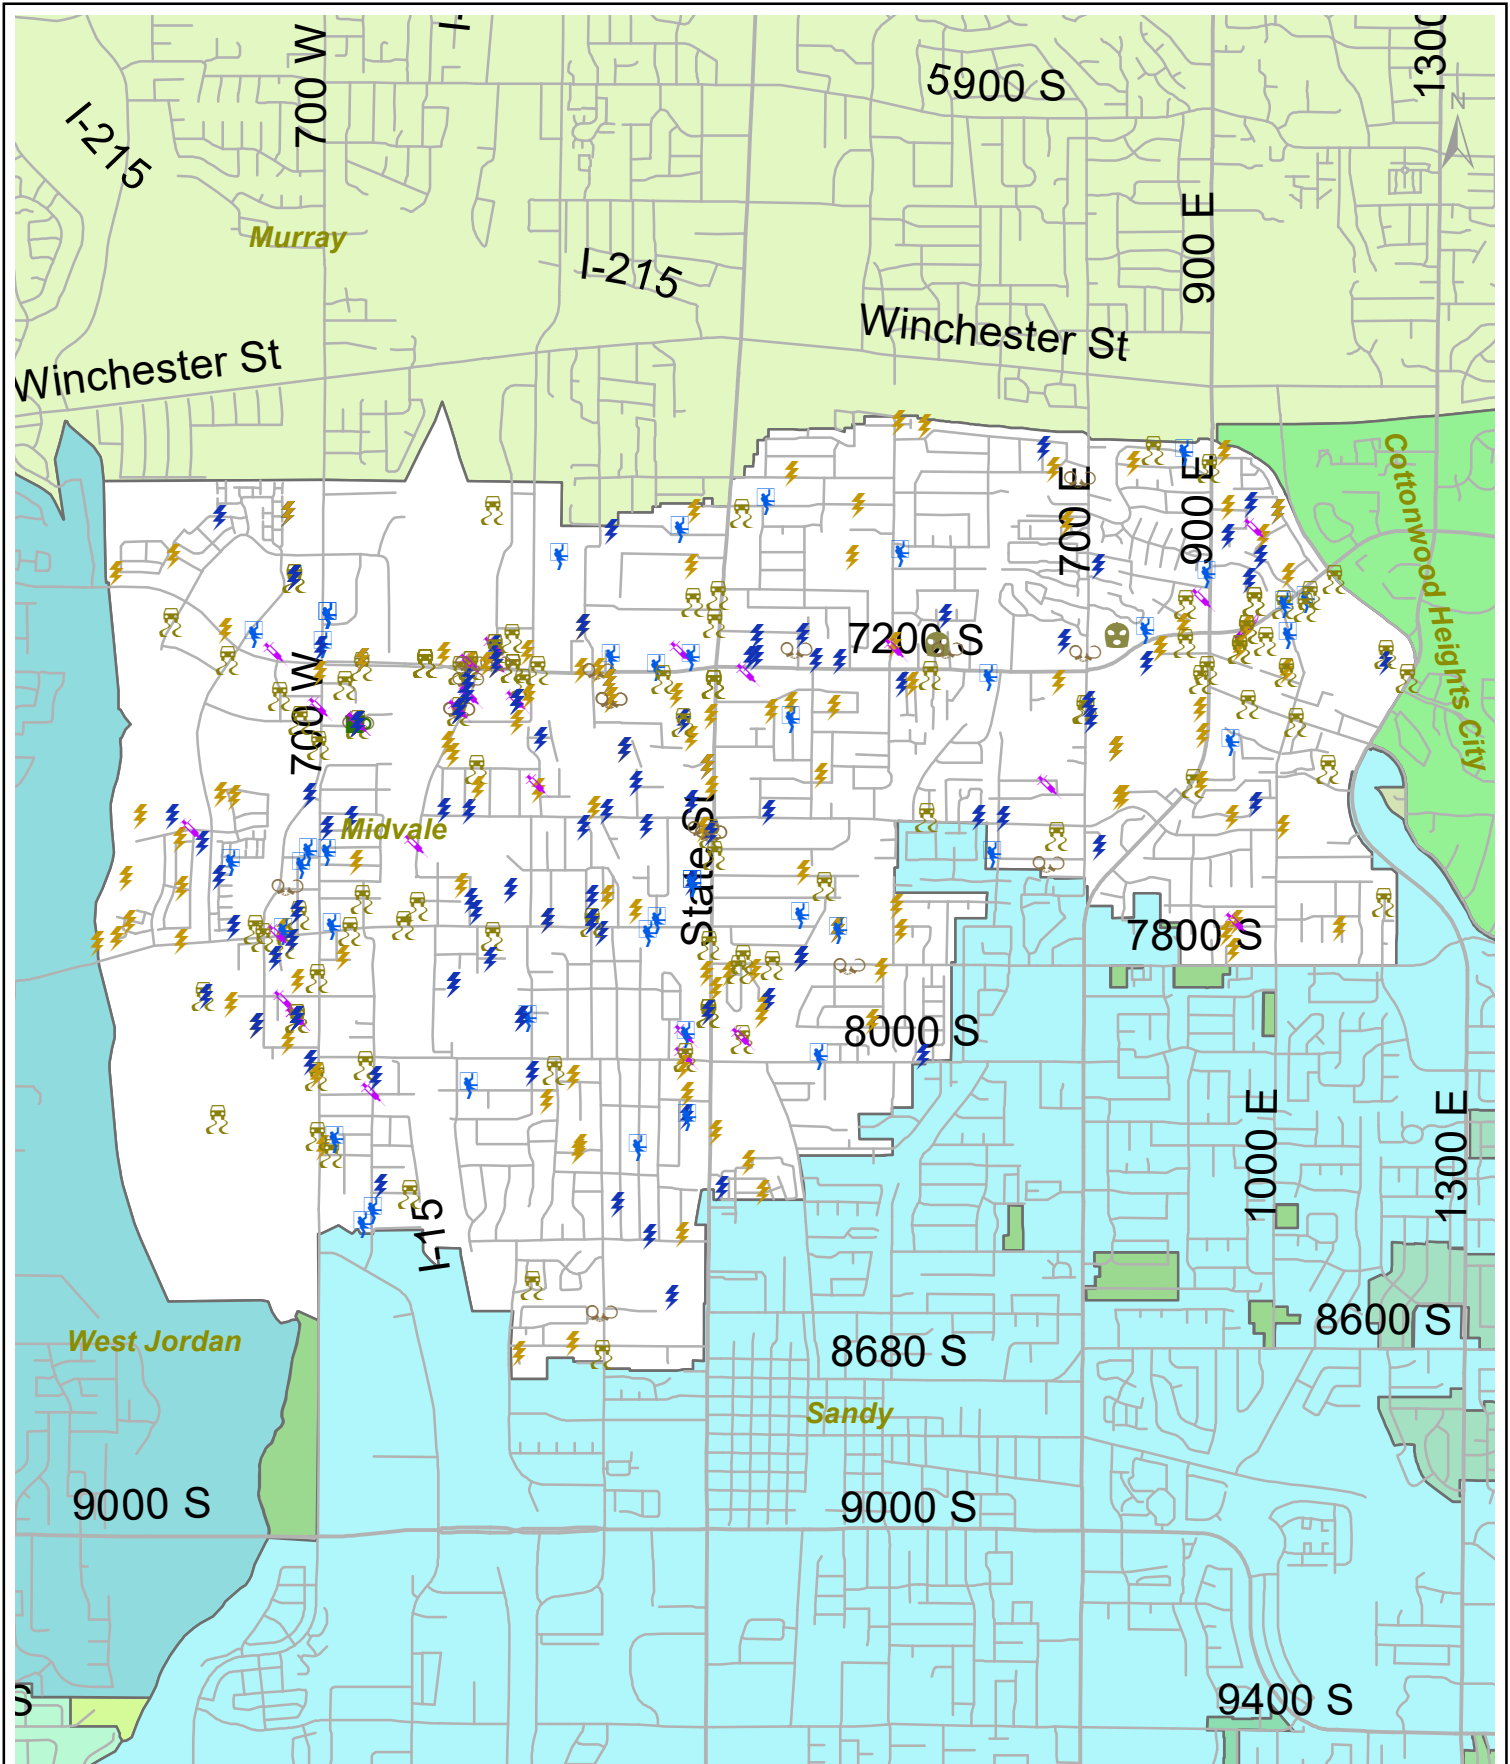 700 W
I-
5900 S
1300
N
I-215
Murray
900 E
I-215
Winchester St
Winchester St
Cottonwood Heights City
700 E
900 E
7200 S
700 W
Midvale
State St
7800 S
8000 S
1000 E
1300 E
I-15
8600 S
West Jordan
8680 S
Sandy
9000 S
9000 S
S
9400 S